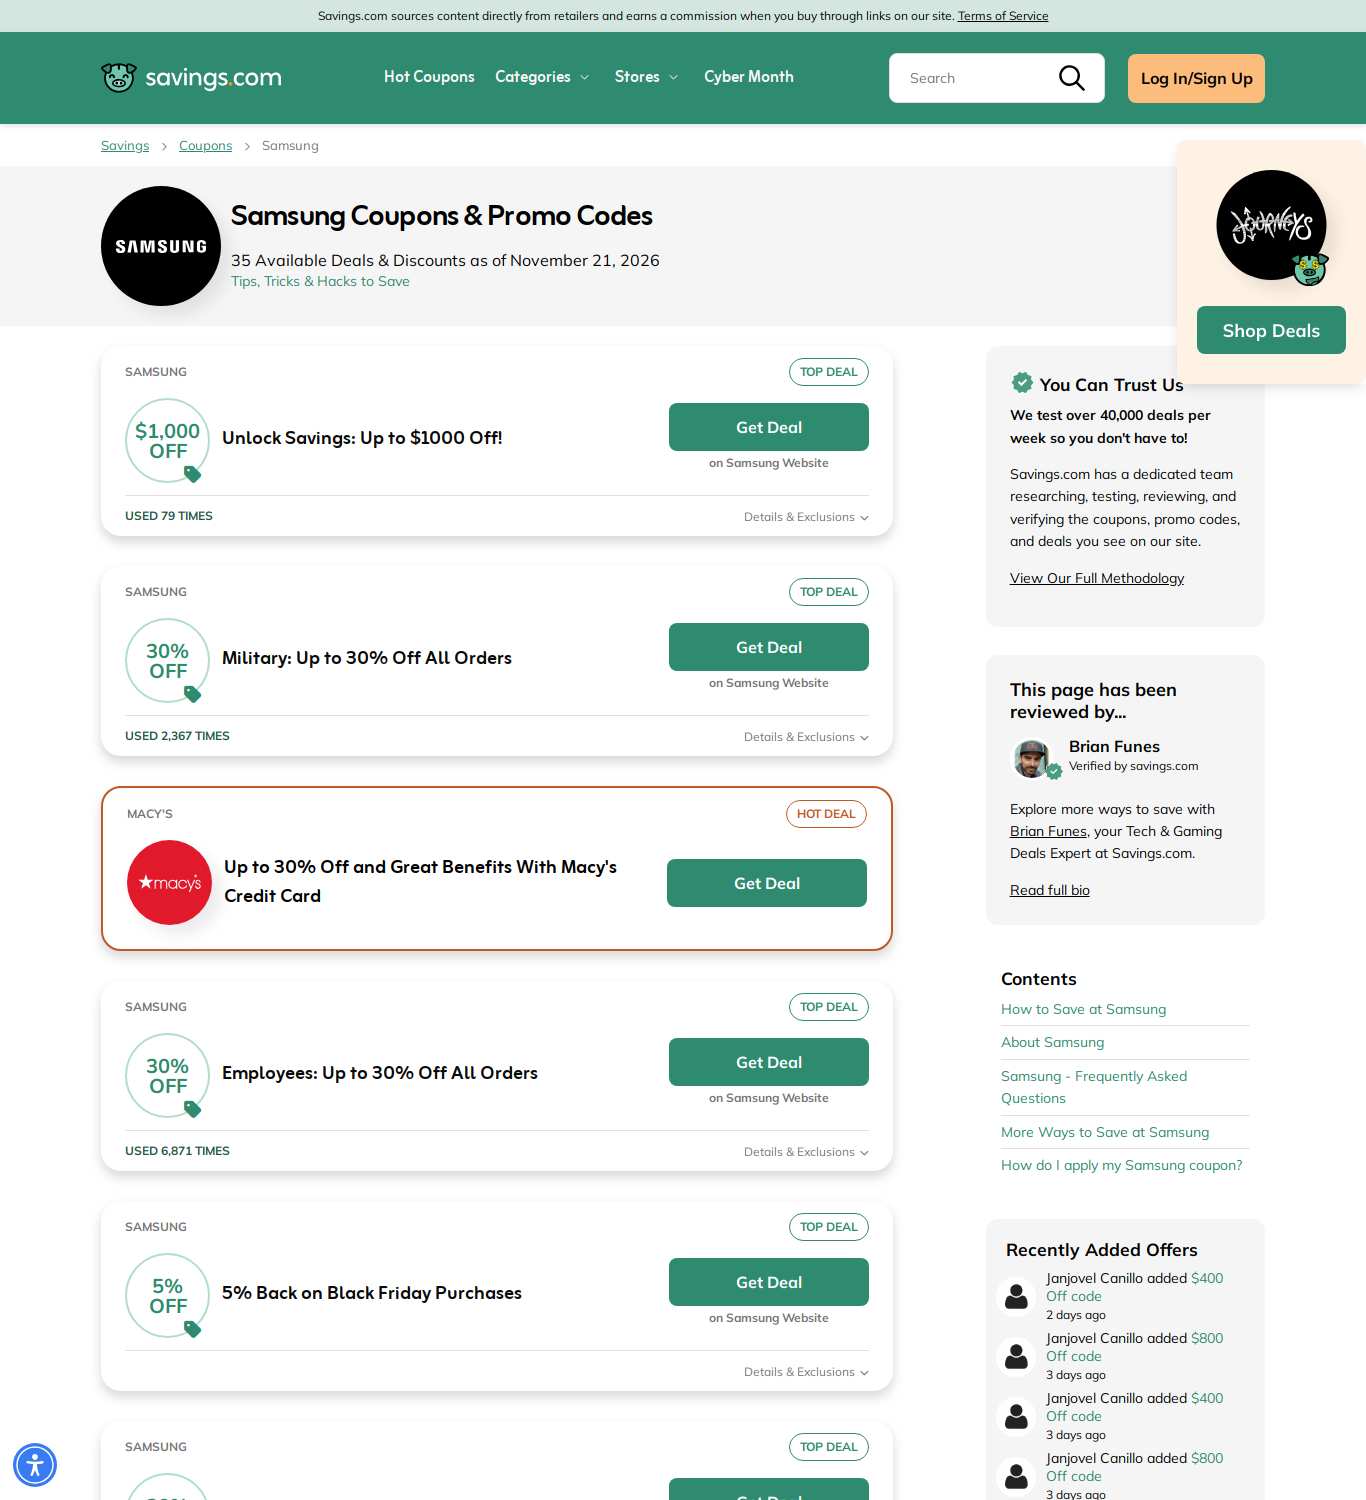 Savings.com sources content directly from retailers and earns a commission when you buy through links on our site. Terms of Service
savings.com
Hot Coupons
Categories
Stores
Cyber Month
Search
Log In/Sign Up
Savings
Coupons
Samsung
SAMSUNG
Samsung Coupons & Promo Codes
35 Available Deals & Discounts as of November 21, 2026
Tips, Tricks & Hacks to Save
JOURNEYS
Shop Deals
SAMSUNG
TOP DEAL
$1,000
OFF
Unlock Savings: Up to $1000 Off!
Get Deal
on Samsung Website
USED 79 TIMES
Details & Exclusions
SAMSUNG
TOP DEAL
30%
OFF
Military: Up to 30% Off All Orders
Get Deal
on Samsung Website
USED 2,367 TIMES
Details & Exclusions
MACY'S
HOT DEAL
macy's
Up to 30% Off and Great Benefits With Macy's
Credit Card
Get Deal
SAMSUNG
TOP DEAL
30%
OFF
Employees: Up to 30% Off All Orders
Get Deal
on Samsung Website
USED 6,871 TIMES
Details & Exclusions
SAMSUNG
TOP DEAL
5%
OFF
5% Back on Black Friday Purchases
Get Deal
on Samsung Website
Details & Exclusions
SAMSUNG
TOP DEAL
Get Deal
You Can Trust Us
We test over 40,000 deals per
week so you don't have to!
Savings.com has a dedicated team
researching, testing, reviewing, and
verifying the coupons, promo codes,
and deals you see on our site.
View Our Full Methodology
This page has been
reviewed by...
Brian Funes
Verified by savings.com
Explore more ways to save with
Brian Funes, your Tech & Gaming
Deals Expert at Savings.com.
Read full bio
Contents
How to Save at Samsung
About Samsung
Samsung - Frequently Asked
Questions
More Ways to Save at Samsung
How do I apply my Samsung coupon?
Recently Added Offers
Janjovel Canillo added $400
Off code
2 days ago
Janjovel Canillo added $800
Off code
3 days ago
Janjovel Canillo added $400
Off code
3 days ago
Janjovel Canillo added $800
Off code
3 days ago